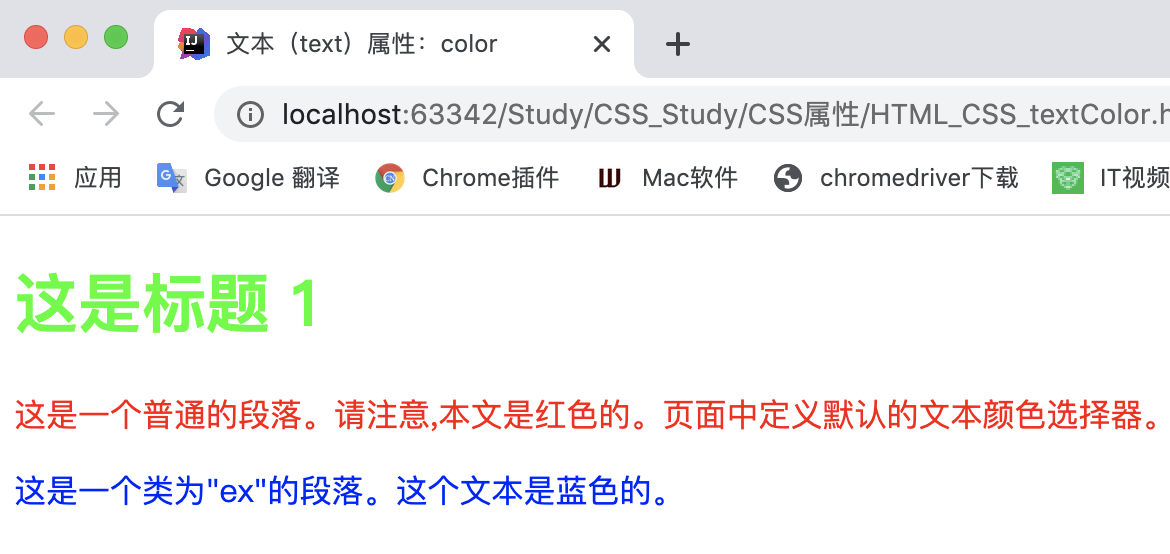 文本（text）属性：color
localhost:63342/Study/CSS_Study/CSS属性/HTML_CSS_textColor.h
应用 Google 翻译 Chrome插件 Mac软件 chromedriver下载 IT视频
这是标题 1
这是一个普通的段落。请注意,本文是红色的。页面中定义默认的文本颜色选择器。
这是一个类为"ex"的段落。这个文本是蓝色的。